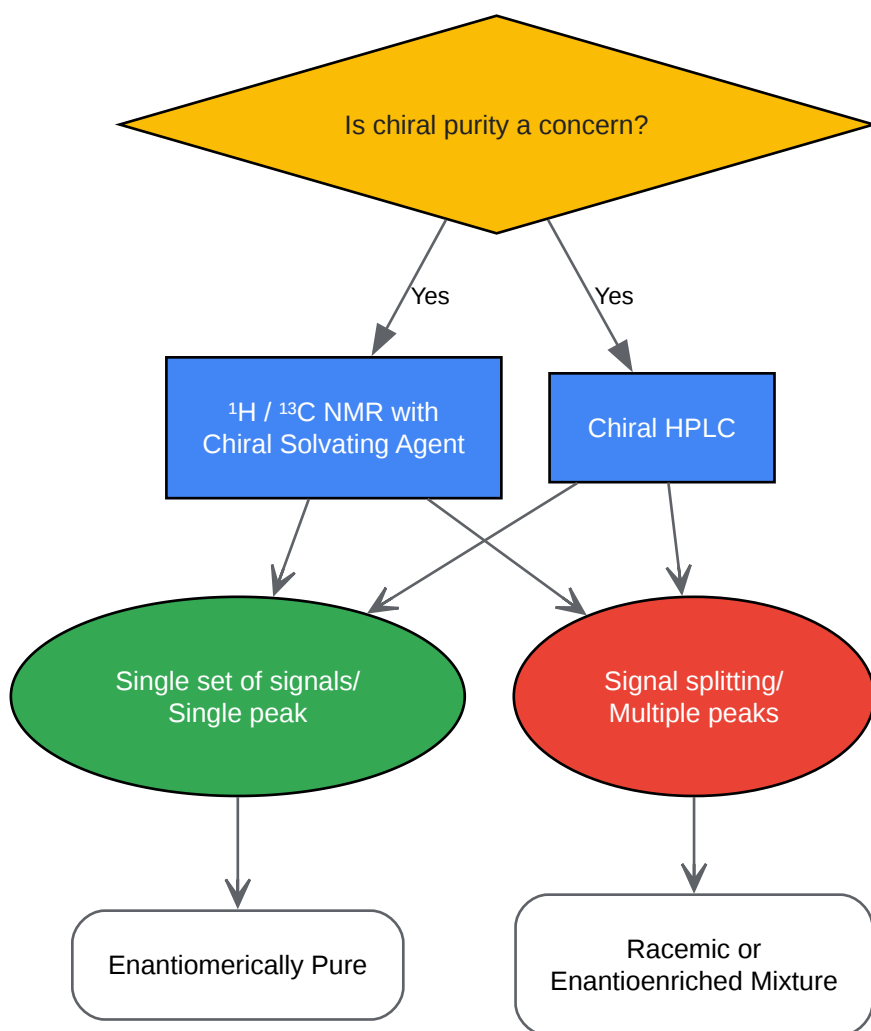 Is chiral purity a concern?
Yes
Yes
¹H / ¹³C NMR with
Chiral Solvating Agent
Chiral HPLC
Single set of signals/
Single peak
Signal splitting/
Multiple peaks
Enantiomerically Pure
Racemic or
Enantioenriched Mixture